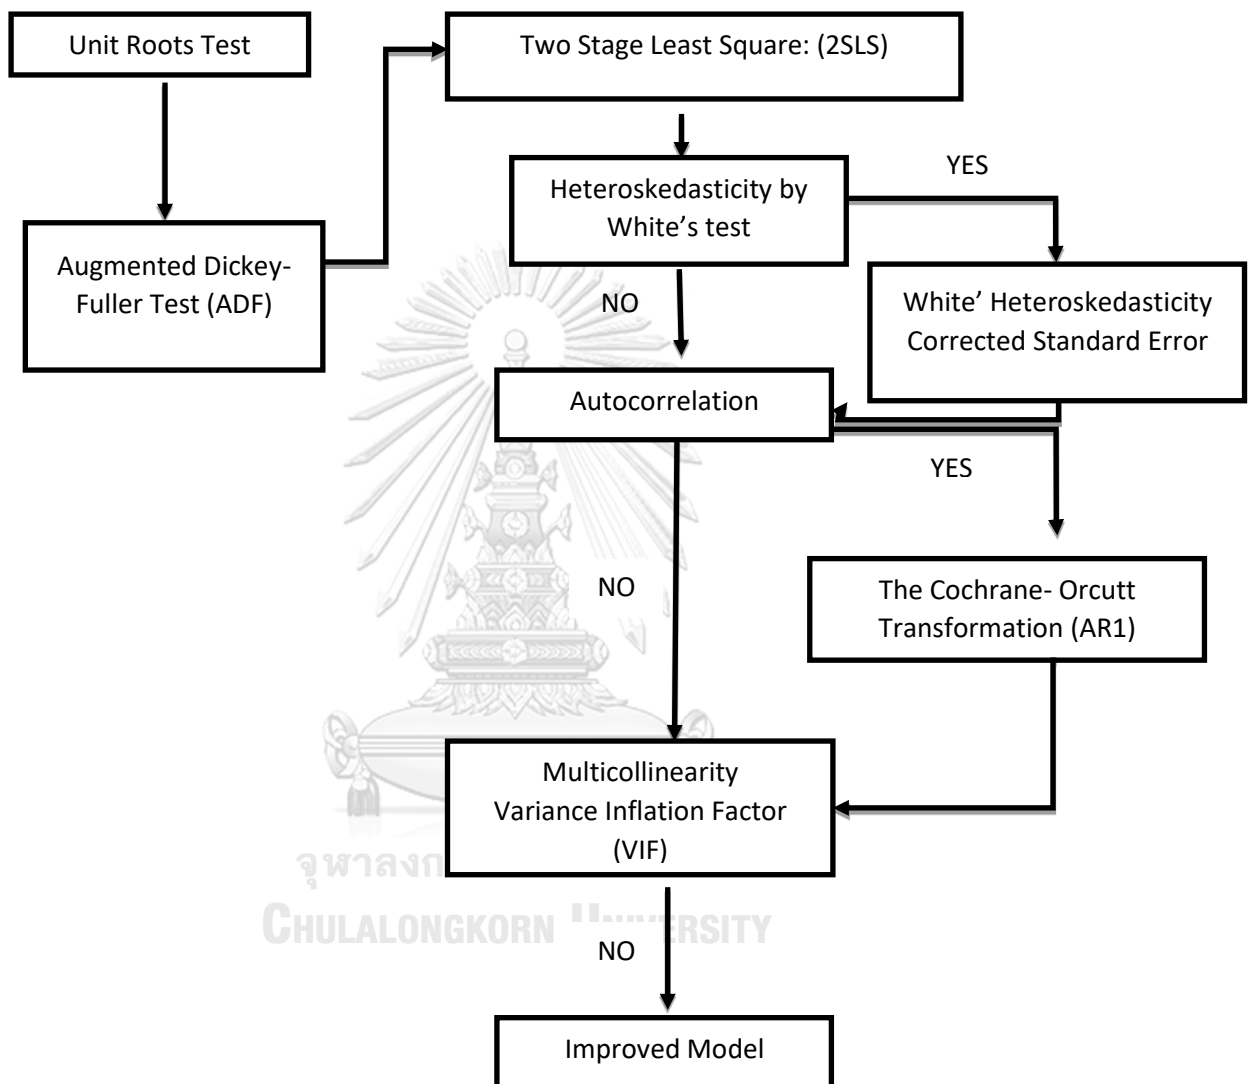 Unit Roots Test
Two Stage Least Square: (2SLS)
Heteroskedasticity by
White's test
YES
Augmented Dickey-
Fuller Test (ADF)
NO
White' Heteroskedasticity
Corrected Standard Error
Autocorrelation
YES
NO
The Cochrane- Orcutt
Transformation (AR1)
Multicollinearity
Variance Inflation Factor
(VIF)
จุฬาลงก
CHULALONGKORN UNIVERSITY
NO
Improved Model